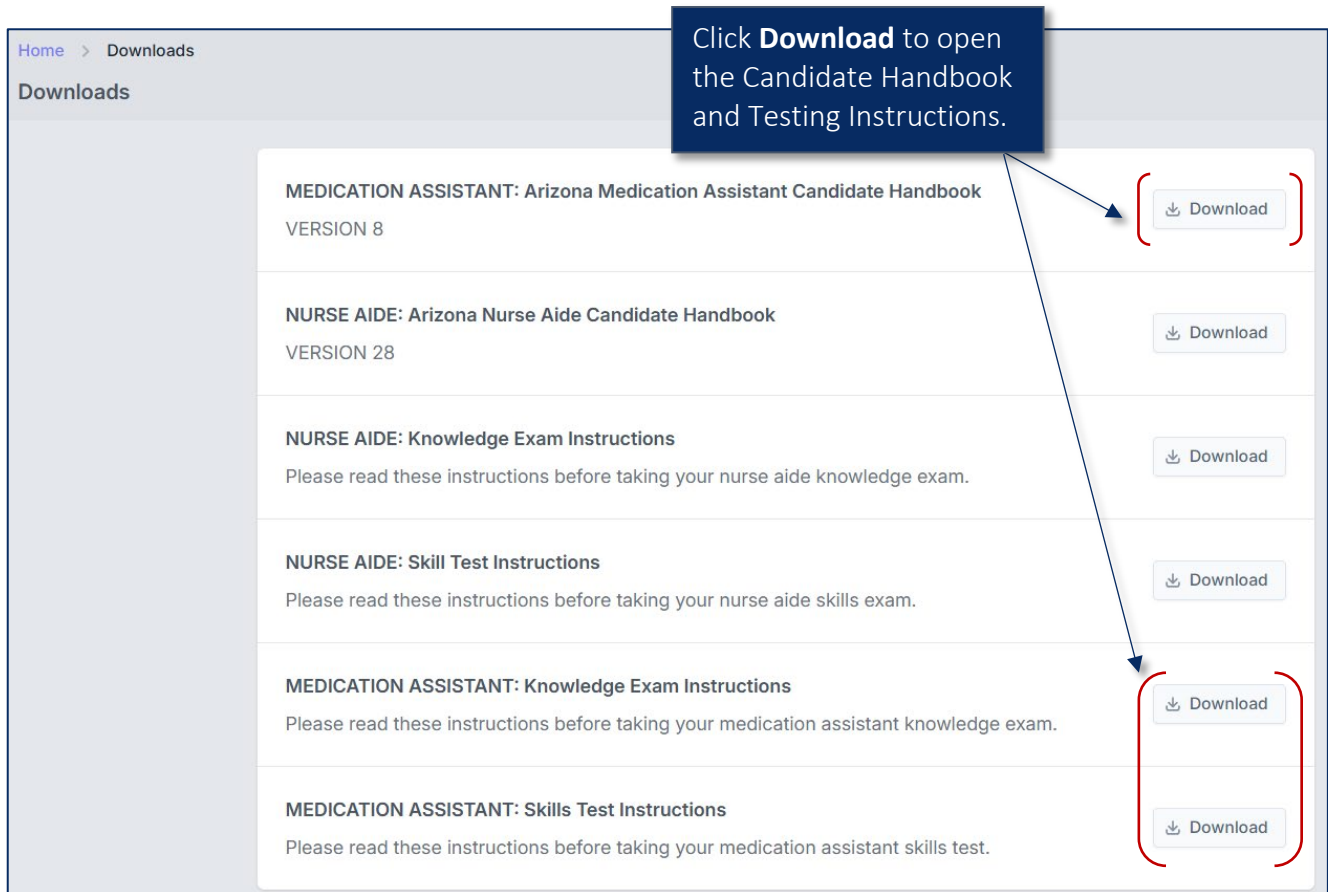 Click Download to open
the Candidate Handbook
and Testing Instructions.
Home > Downloads
Downloads
MEDICATION ASSISTANT: Arizona Medication Assistant Candidate Handbook
VERSION 8
Download
NURSE AIDE: Arizona Nurse Aide Candidate Handbook
VERSION 28
Download
NURSE AIDE: Knowledge Exam Instructions
Please read these instructions before taking your nurse aide knowledge exam.
Download
NURSE AIDE: Skill Test Instructions
Please read these instructions before taking your nurse aide skills exam.
Download
MEDICATION ASSISTANT: Knowledge Exam Instructions
Please read these instructions before taking your medication assistant knowledge exam.
Download
MEDICATION ASSISTANT: Skills Test Instructions
Please read these instructions before taking your medication assistant skills test.
Download